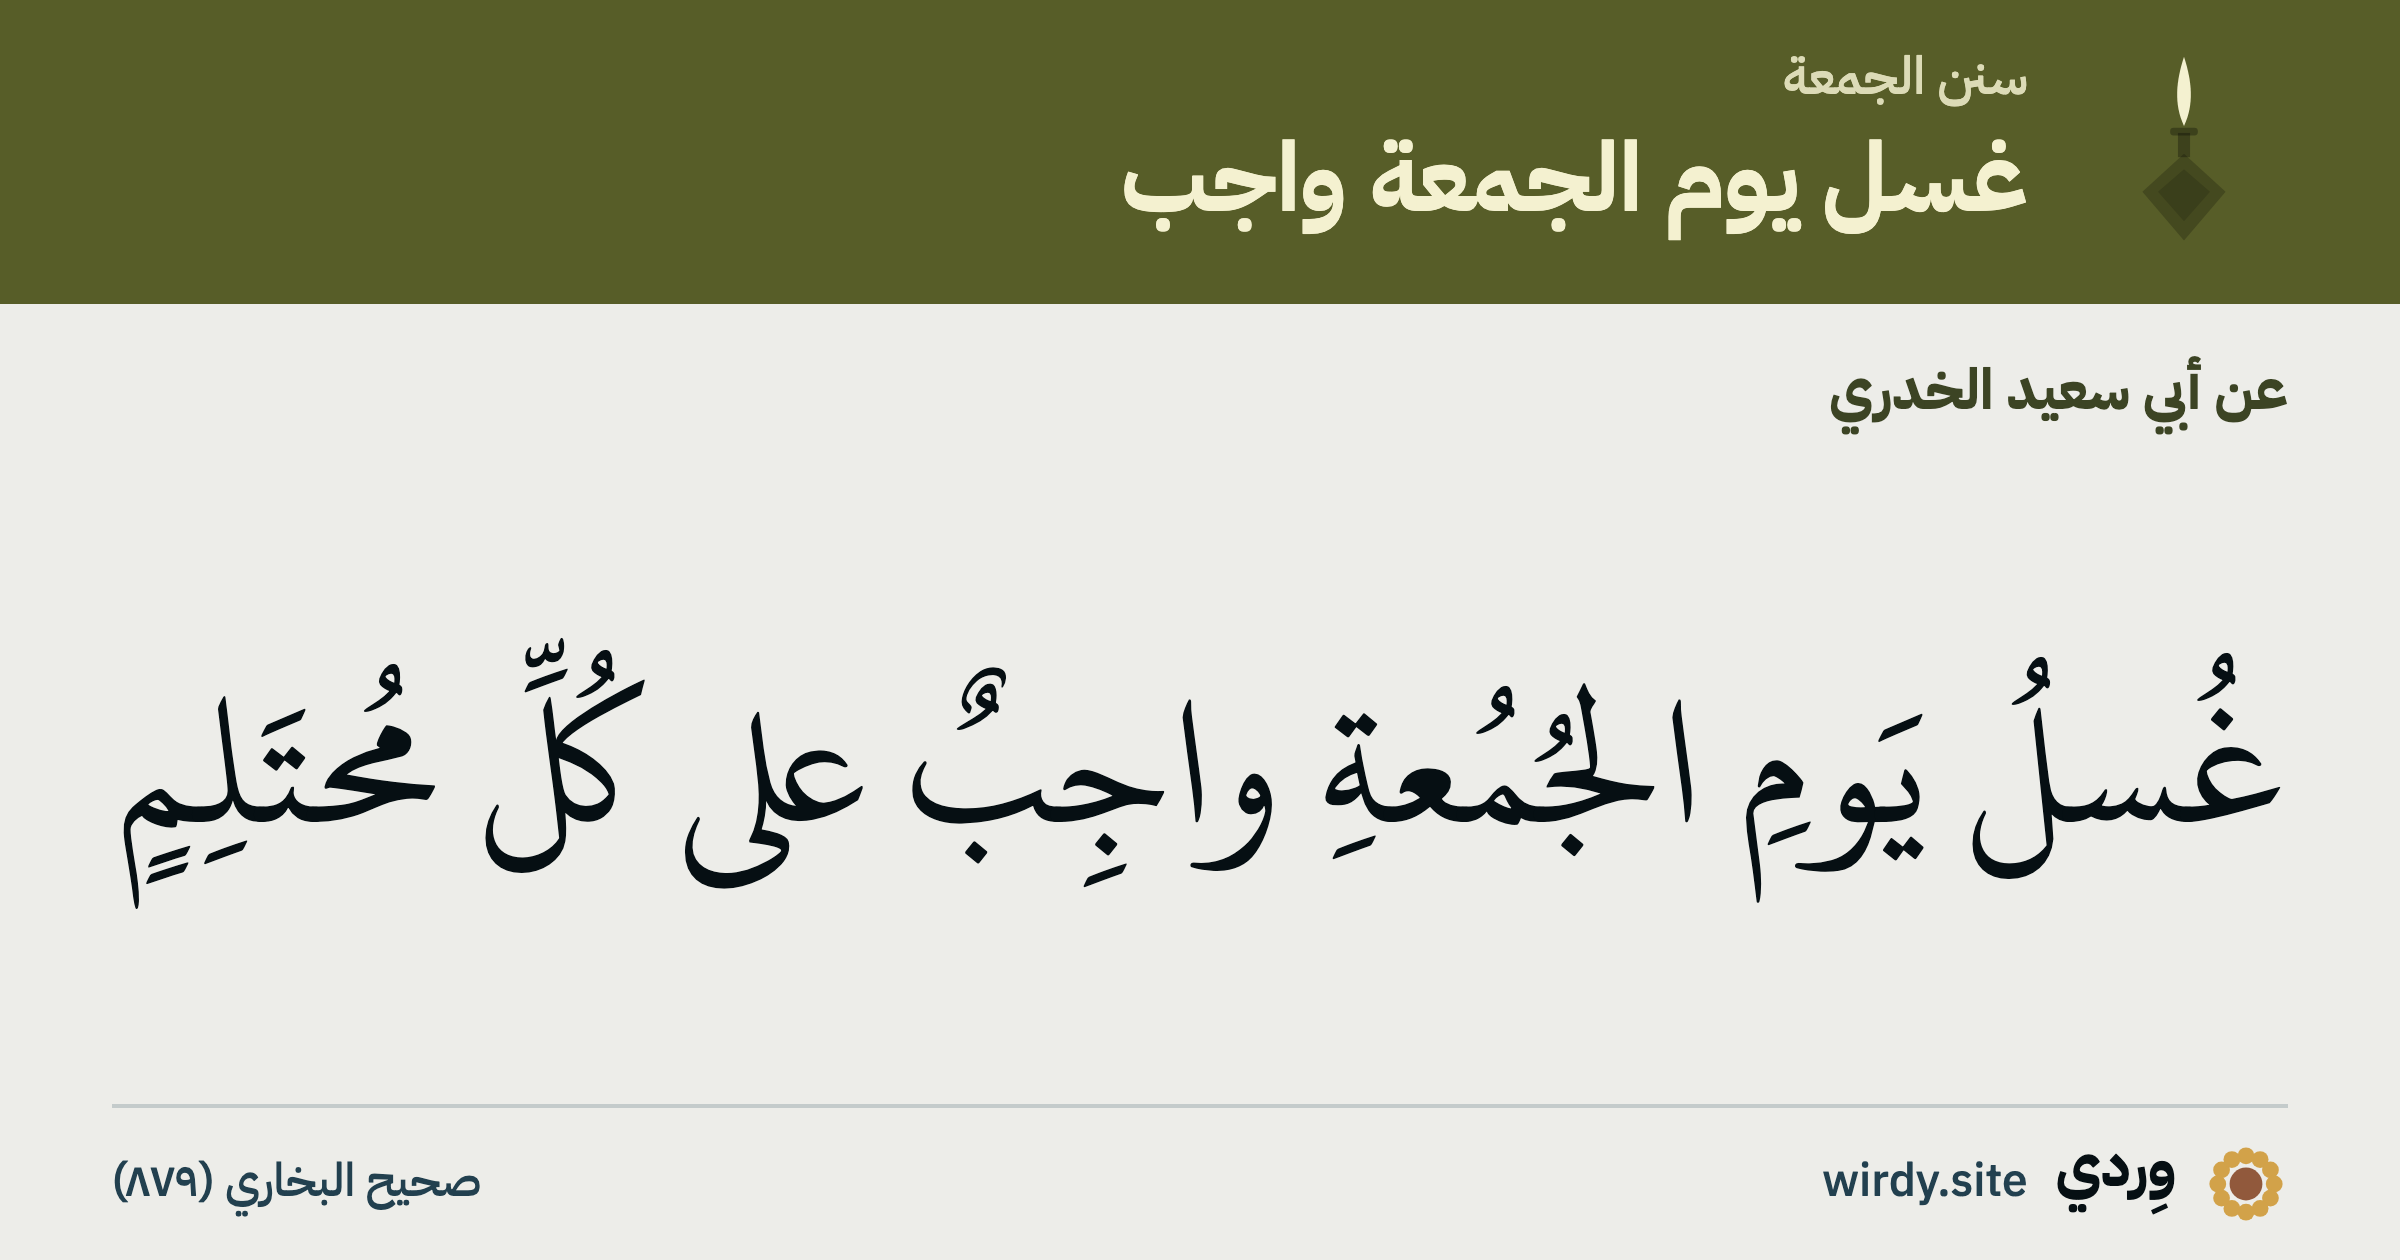 سنن الجمعة
غسل يوم الجمعة واجب
عن أبي سعيد الخدري
غُسلُ يَومِ الجُمُعةِ واجِبٌ على كُلِّ مُحتَلِمٍ
وِردي wirdy.site
صحيح البخاري (٨٧٩)